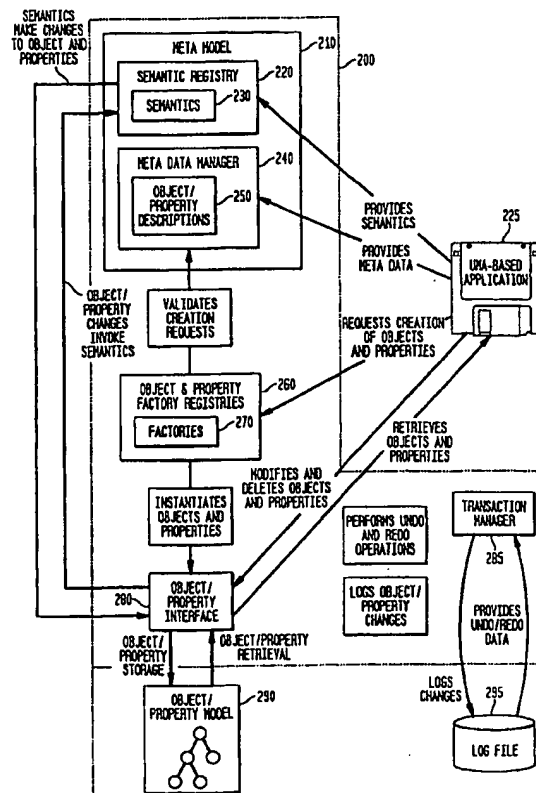 SEMANTICS
MAKE CHANGES
TO OBJECT AND
PROPERTIES
META MODEL
210
200
SEMANTIC REGISTRY
220
SEMANTICS
230
META DATA MANAGER
240
OBJECT/
PROPERTY
DESCRIPTIONS
250
PROVIDES
SEMANTICS
PROVIDES
META DATA
225
UMA-BASED
APPLICATION
OBJECT/
PROPERTY
CHANGES
INVOKE
SEMANTICS
VALIDATES
CREATION
REQUESTS
REQUESTS CREATION
OF OBJECTS
AND PROPERTIES
OBJECT & PROPERTY
FACTORY REGISTRIES
260
FACTORIES
270
RETRIEVES
OBJECTS AND
PROPERTIES
MODIFIES AND
DELETES OBJECTS
AND PROPERTIES
INSTANTIATES
OBJECTS AND
PROPERTIES
PERFORMS UNDO
AND REDO
OPERATIONS
TRANSACTION
MANAGER
285
280
OBJECT/
PROPERTY
INTERFACE
LOGS OBJECT/
PROPERTY
CHANGES
PROVIDES
UNDO/REDO
DATA
OBJECT/
PROPERTY
STORAGE
OBJECT/PROPERTY
RETRIEVAL
OBJECT/
PROPERTY MODEL
290
LOGS
CHANGES
295
LOG FILE